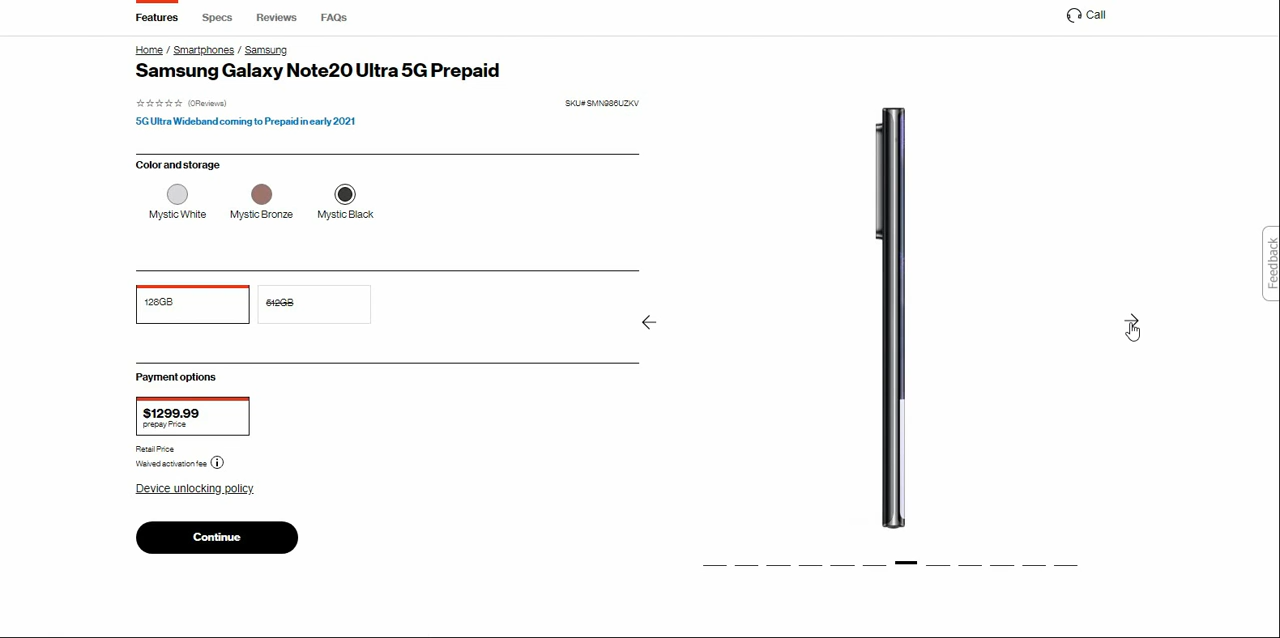 Features Specs Reviews FAQs Call
Home / Smartphones / Samsung
Samsung Galaxy Note20 Ultra 5G Prepaid
(0Reviews) SKU# SMN986UZKV
5G Ultra Wideband coming to Prepaid in early 2021
Color and storage
Mystic White Mystic Bronze Mystic Black
128GB 512GB
Payment options
$1299.99
prepay Price
Retail Price
Waived activation fee
Device unlocking policy
Continue
Feedback